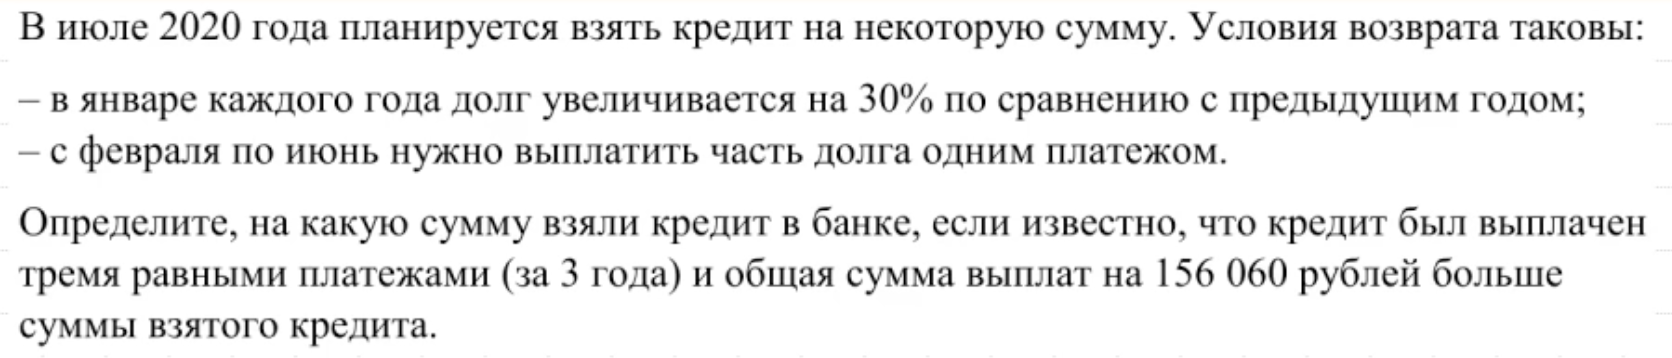 В июле 2020 года планируется взять кредит на некоторую сумму. Условия возврата таковы:
– в январе каждого года долг увеличивается на 30% по сравнению с предыдущим годом;
– с февраля по июнь нужно выплатить часть долга одним платежом.
Определите, на какую сумму взяли кредит в банке, если известно, что кредит был выплачен
тремя равными платежами (за 3 года) и общая сумма выплат на 156 060 рублей больше
суммы взятого кредита.